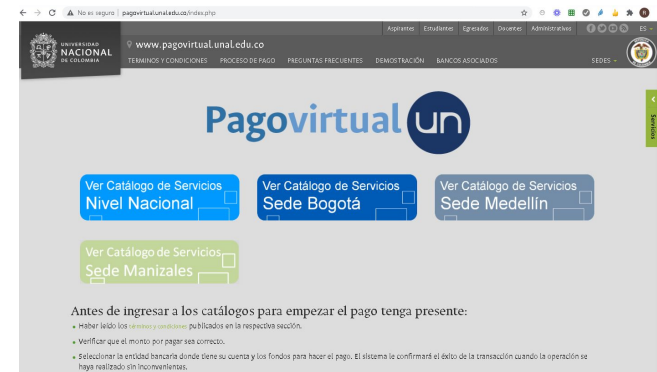 No es seguro | pagovirtual.unal.edu.co/index.php
Aspirantes Estudiantes Egresados Docentes Administrativos ES
UNIVERSIDAD
NACIONAL
DE COLOMBIA
www.pagovirtual.unal.edu.co
TERMINOS Y CONDICIONES PROCESO DE PAGO PREGUNTAS FRECUENTES DEMOSTRACIÓN BANCOS ASOCIADOS SEDES
Servicios
Pagovirtual un
Ver Catálogo de Servicios
Nivel Nacional
Ver Catálogo de Servicios
Sede Bogotá
Ver Catálogo de Servicios
Sede Medellín
Ver Catálogo de Servicios
Sede Manizales
Antes de ingresar a los catálogos para empezar el pago tenga presente:
Haber leído los términos y condiciones publicados en la respectiva sección.
Verificar que el monto por pagar sea correcto.
Seleccionar la entidad bancaria donde tiene su cuenta y los fondos para hacer el pago. El sistema le confirmará el éxito de la transacción cuando la operación se
haya realizado sin inconvenientes.